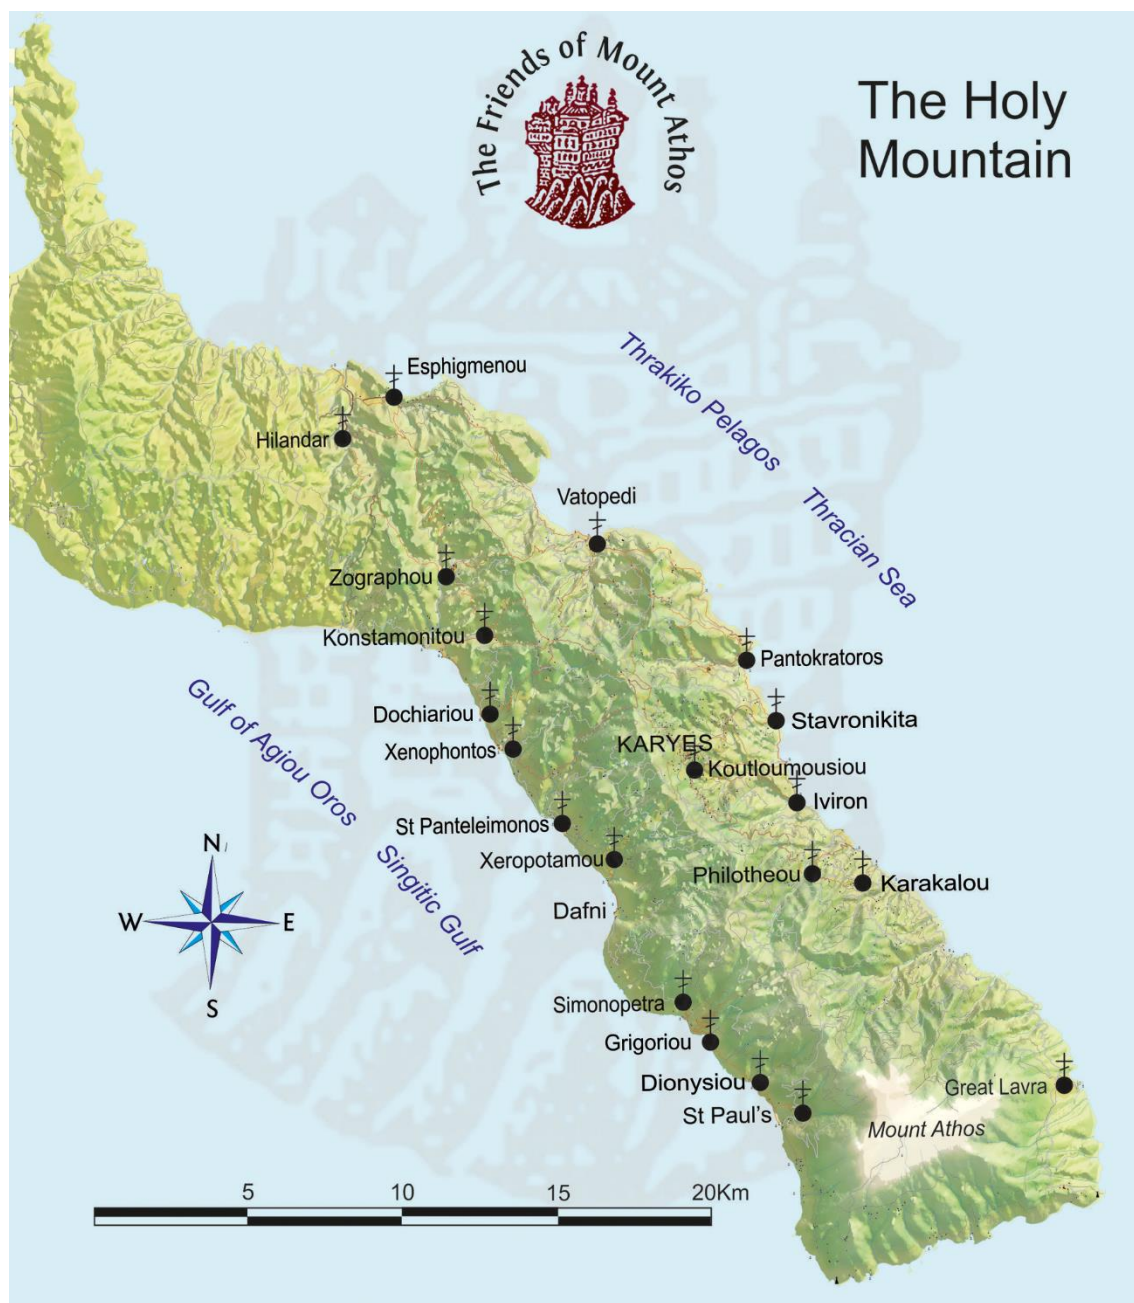 The Friends of Mount Athos
The Holy
Mountain
Esphigmenou
Thrakiko Pelagos
Hilandar
Vatopedi
Thracian Sea
Zographou
Konstamonitou
Pantokratoros
Gulf of Agiou Oros
Dochiariou
Stavronikita
KARYES
Xenophontos
Koutloumousiou
Iviron
St Panteleimonos
Singitic Gulf
Xeropotamou
Philotheou
Karakalou
N
W
E
S
Dafni
Simonopetra
Grigoriou
Dionysiou
Great Lavra
St Paul's
Mount Athos
5 10 15 20Km